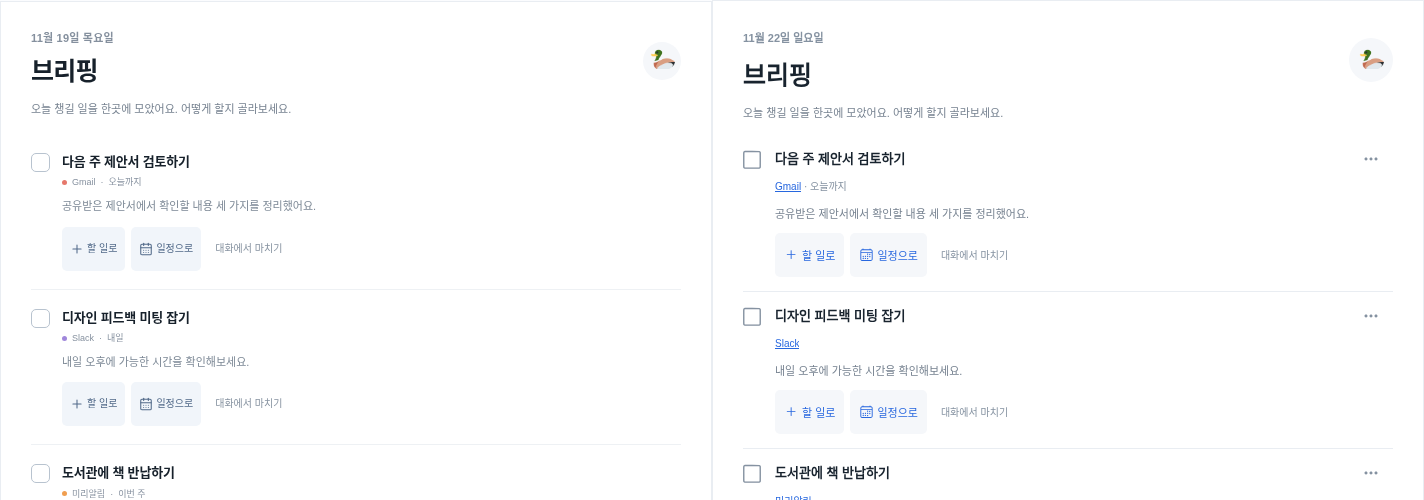 11월 19일 목요일
브리핑
오늘 챙길 일을 한곳에 모았어요. 어떻게 할지 골라보세요.
다음 주 제안서 검토하기
Gmail · 오늘까지
공유받은 제안서에서 확인할 내용 세 가지를 정리했어요.
할 일로 일정으로 대화에서 마치기
디자인 피드백 미팅 잡기
Slack · 내일
내일 오후에 가능한 시간을 확인해보세요.
할 일로 일정으로 대화에서 마치기
도서관에 책 반납하기
미리알림 · 이번 주
11월 22일 일요일
브리핑
오늘 챙길 일을 한곳에 모았어요. 어떻게 할지 골라보세요.
다음 주 제안서 검토하기
Gmail · 오늘까지
공유받은 제안서에서 확인할 내용 세 가지를 정리했어요.
할 일로 일정으로 대화에서 마치기
디자인 피드백 미팅 잡기
Slack
내일 오후에 가능한 시간을 확인해보세요.
할 일로 일정으로 대화에서 마치기
도서관에 책 반납하기